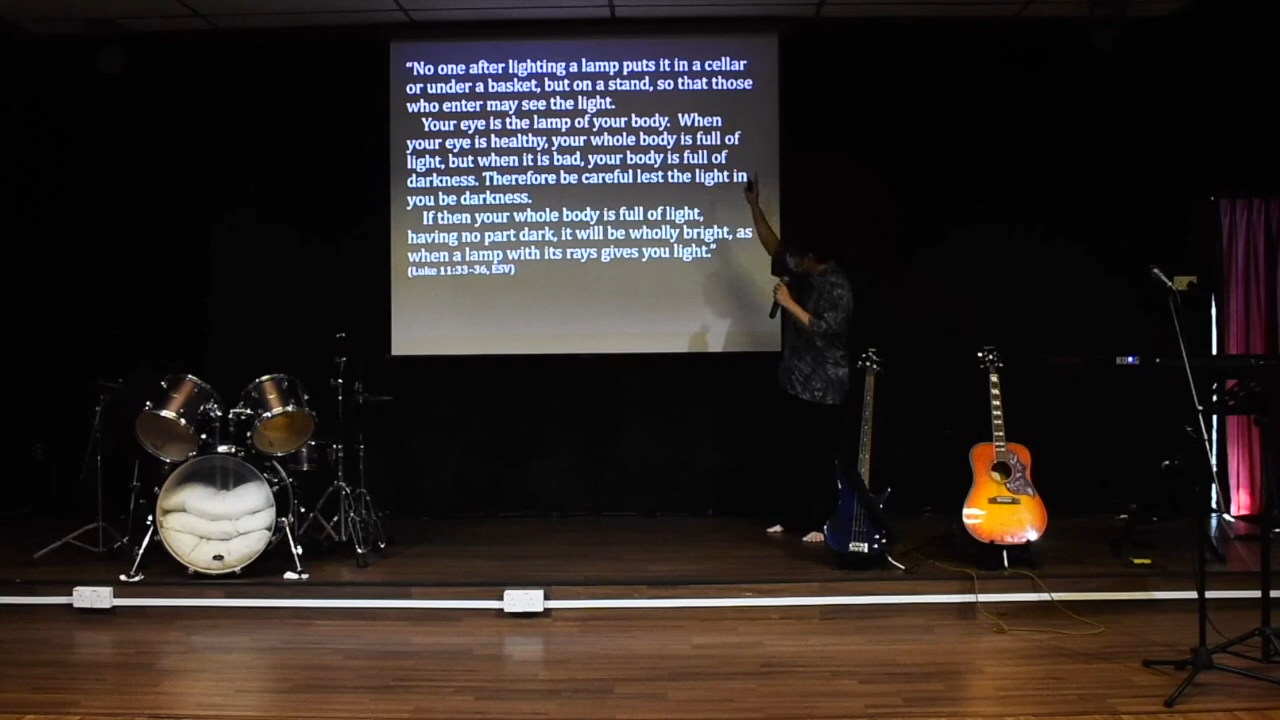 “No one after lighting a lamp puts it in a cellar
or under a basket, but on a stand, so that those
who enter may see the light.
Your eye is the lamp of your body.  When
your eye is healthy, your whole body is full of
light, but when it is bad, your body is full of
darkness. Therefore be careful lest the light in
you be darkness.
If then your whole body is full of light,
having no part dark, it will be wholly bright, as
when a lamp with its rays gives you light.”
(Luke 11:33-36, ESV)
KORG